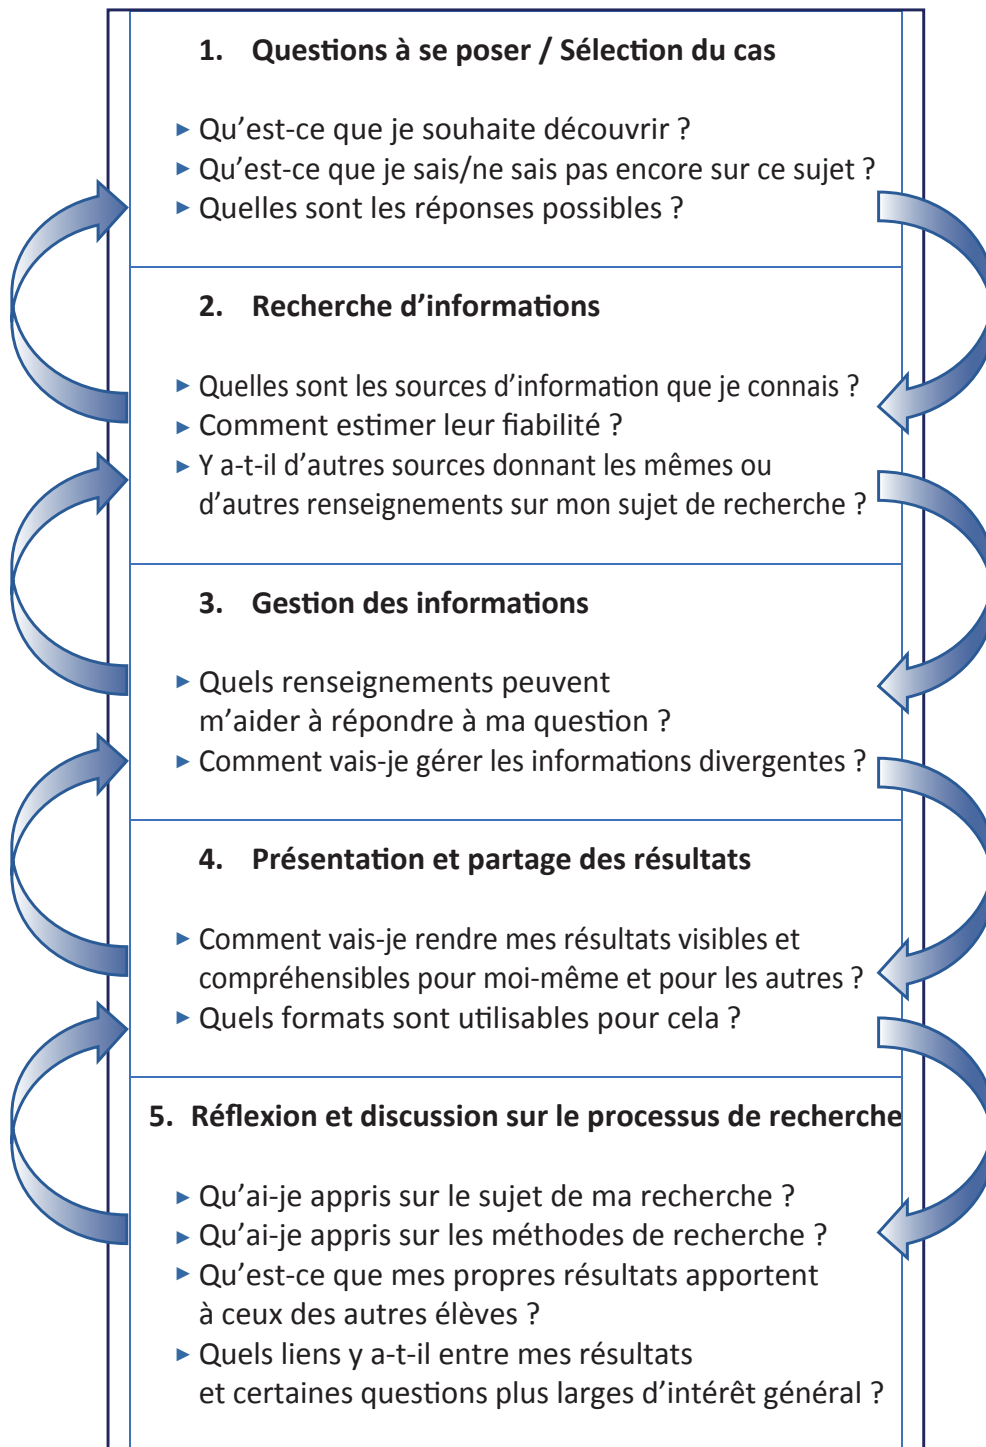 1. Questions à se poser / Sélection du cas
▸ Qu’est-ce que je souhaite découvrir ?
▸ Qu’est-ce que je sais/ne sais pas encore sur ce sujet ?
▸ Quelles sont les réponses possibles ?
2. Recherche d’informations
▸ Quelles sont les sources d’information que je connais ?
▸ Comment estimer leur fiabilité ?
▸ Y a-t-il d’autres sources donnant les mêmes ou
d’autres renseignements sur mon sujet de recherche ?
3. Gestion des informations
▸ Quels renseignements peuvent
m’aider à répondre à ma question ?
▸ Comment vais-je gérer les informations divergentes ?
4. Présentation et partage des résultats
▸ Comment vais-je rendre mes résultats visibles et
compréhensibles pour moi-même et pour les autres ?
▸ Quels formats sont utilisables pour cela ?
5. Réflexion et discussion sur le processus de recherche
▸ Qu’ai-je appris sur le sujet de ma recherche ?
▸ Qu’ai-je appris sur les méthodes de recherche ?
▸ Qu’est-ce que mes propres résultats apportent
à ceux des autres élèves ?
▸ Quels liens y a-t-il entre mes résultats
et certaines questions plus larges d’intérêt général ?